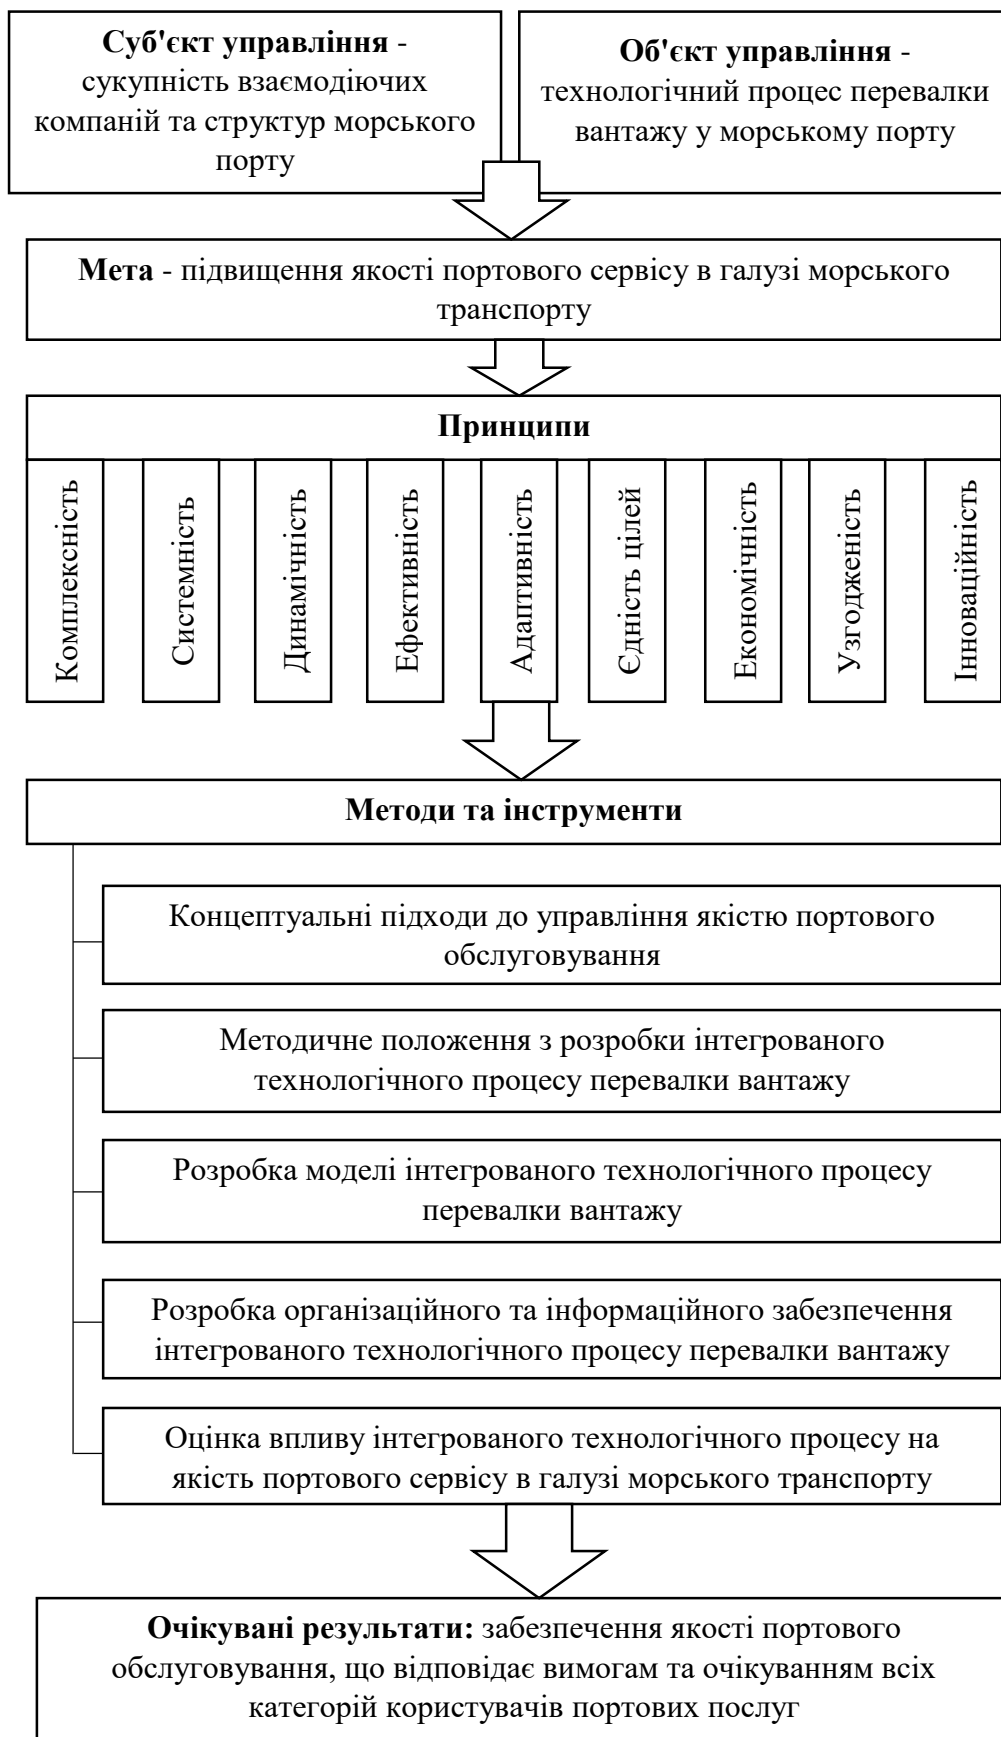 Суб'єкт управління -
сукупність взаємодіючих
компаній та структур морського
порту
Об'єкт управління -
технологічний процес перевалки
вантажу у морському порту
Мета - підвищення якості портового сервісу в галузі морського
транспорту
Принципи
Комплексність
Системність
Динамічність
Ефективність
Адаптивність
Єдність цілей
Економічність
Узгодженість
Інноваційність
Методи та інструменти
Концептуальні підходи до управління якістю портового
обслуговування
Методичне положення з розробки інтегрованого
технологічного процесу перевалки вантажу
Розробка моделі інтегрованого технологічного процесу
перевалки вантажу
Розробка організаційного та інформаційного забезпечення
інтегрованого технологічного процесу перевалки вантажу
Оцінка впливу інтегрованого технологічного процесу на
якість портового сервісу в галузі морського транспорту
Очікувані результати: забезпечення якості портового
обслуговування, що відповідає вимогам та очікуванням всіх
категорій користувачів портових послуг